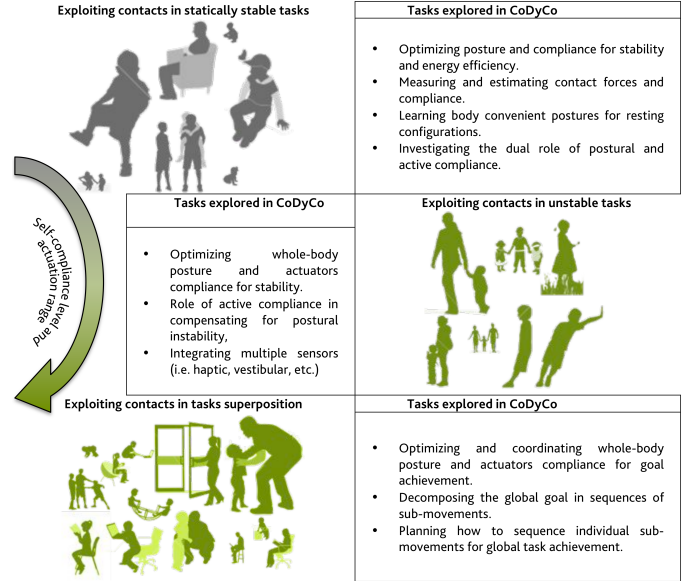 Exploiting contacts in statically stable tasks
Tasks explored in CoDyCo
• Optimizing posture and compliance for stability
and energy efficiency.
• Measuring and estimating contact forces and
compliance.
• Learning body convenient postures for resting
configurations.
• Investigating the dual role of postural and
active compliance.
Self-compliance level and
actuation range
Tasks explored in CoDyCo
• Optimizing whole-body
posture and actuators
compliance for stability.
• Role of active compliance in
compensating for postural
instability,
• Integrating multiple sensors
(i.e. haptic, vestibular, etc.)
Exploiting contacts in unstable tasks
Exploiting contacts in tasks superposition
Tasks explored in CoDyCo
• Optimizing and coordinating whole-body
posture and actuators compliance for goal
achievement.
• Decomposing the global goal in sequences of
sub-movements.
• Planning how to sequence individual sub-
movements for global task achievement.